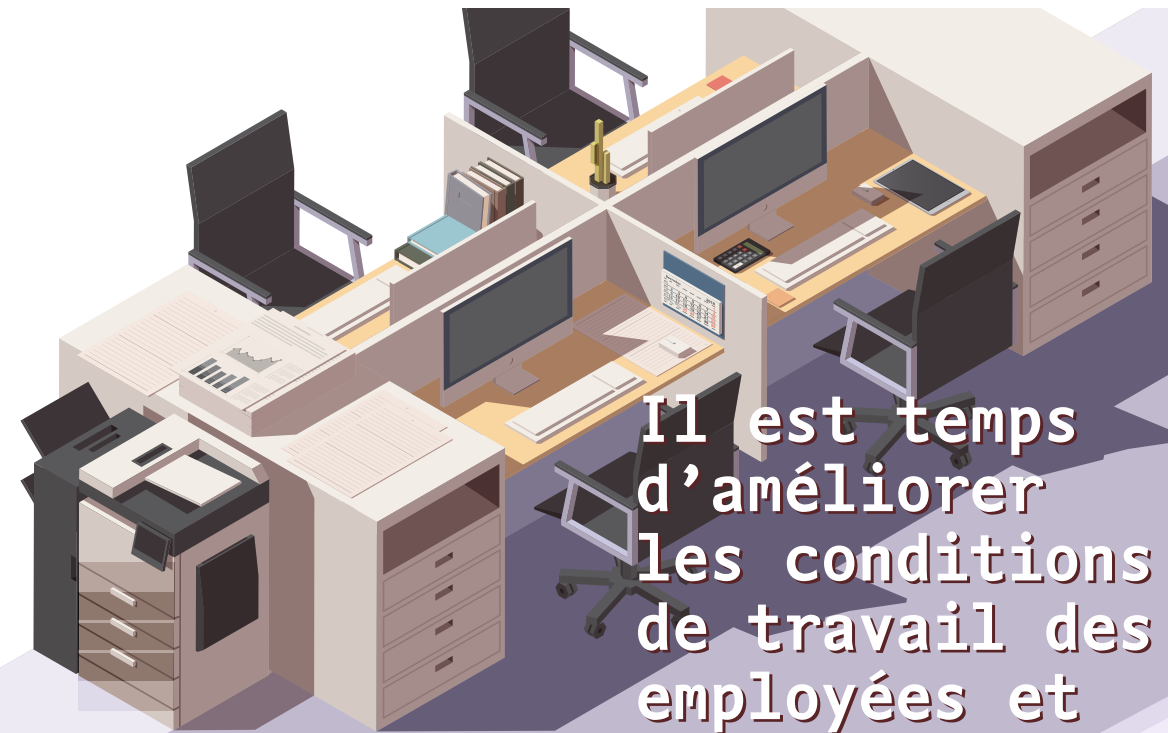 Il est temps
d’améliorer
les conditions
de travail des
employées et